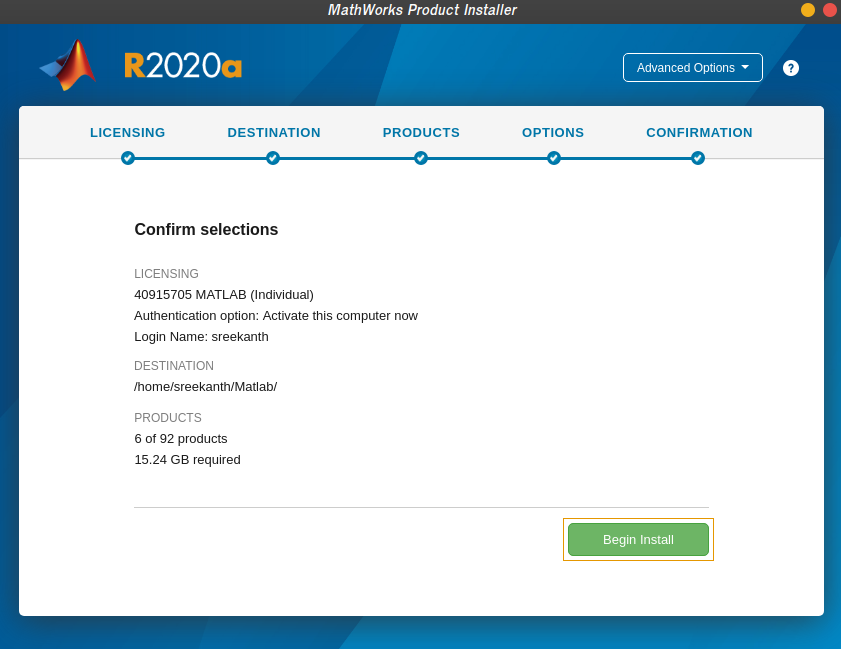 MathWorks Product Installer
R2020a
Advanced Options
?
LICENSING DESTINATION PRODUCTS OPTIONS CONFIRMATION
Confirm selections
LICENSING
40915705 MATLAB (Individual)
Authentication option: Activate this computer now
Login Name: sreekanth
DESTINATION
/home/sreekanth/Matlab/
PRODUCTS
6 of 92 products
15.24 GB required
Begin Install